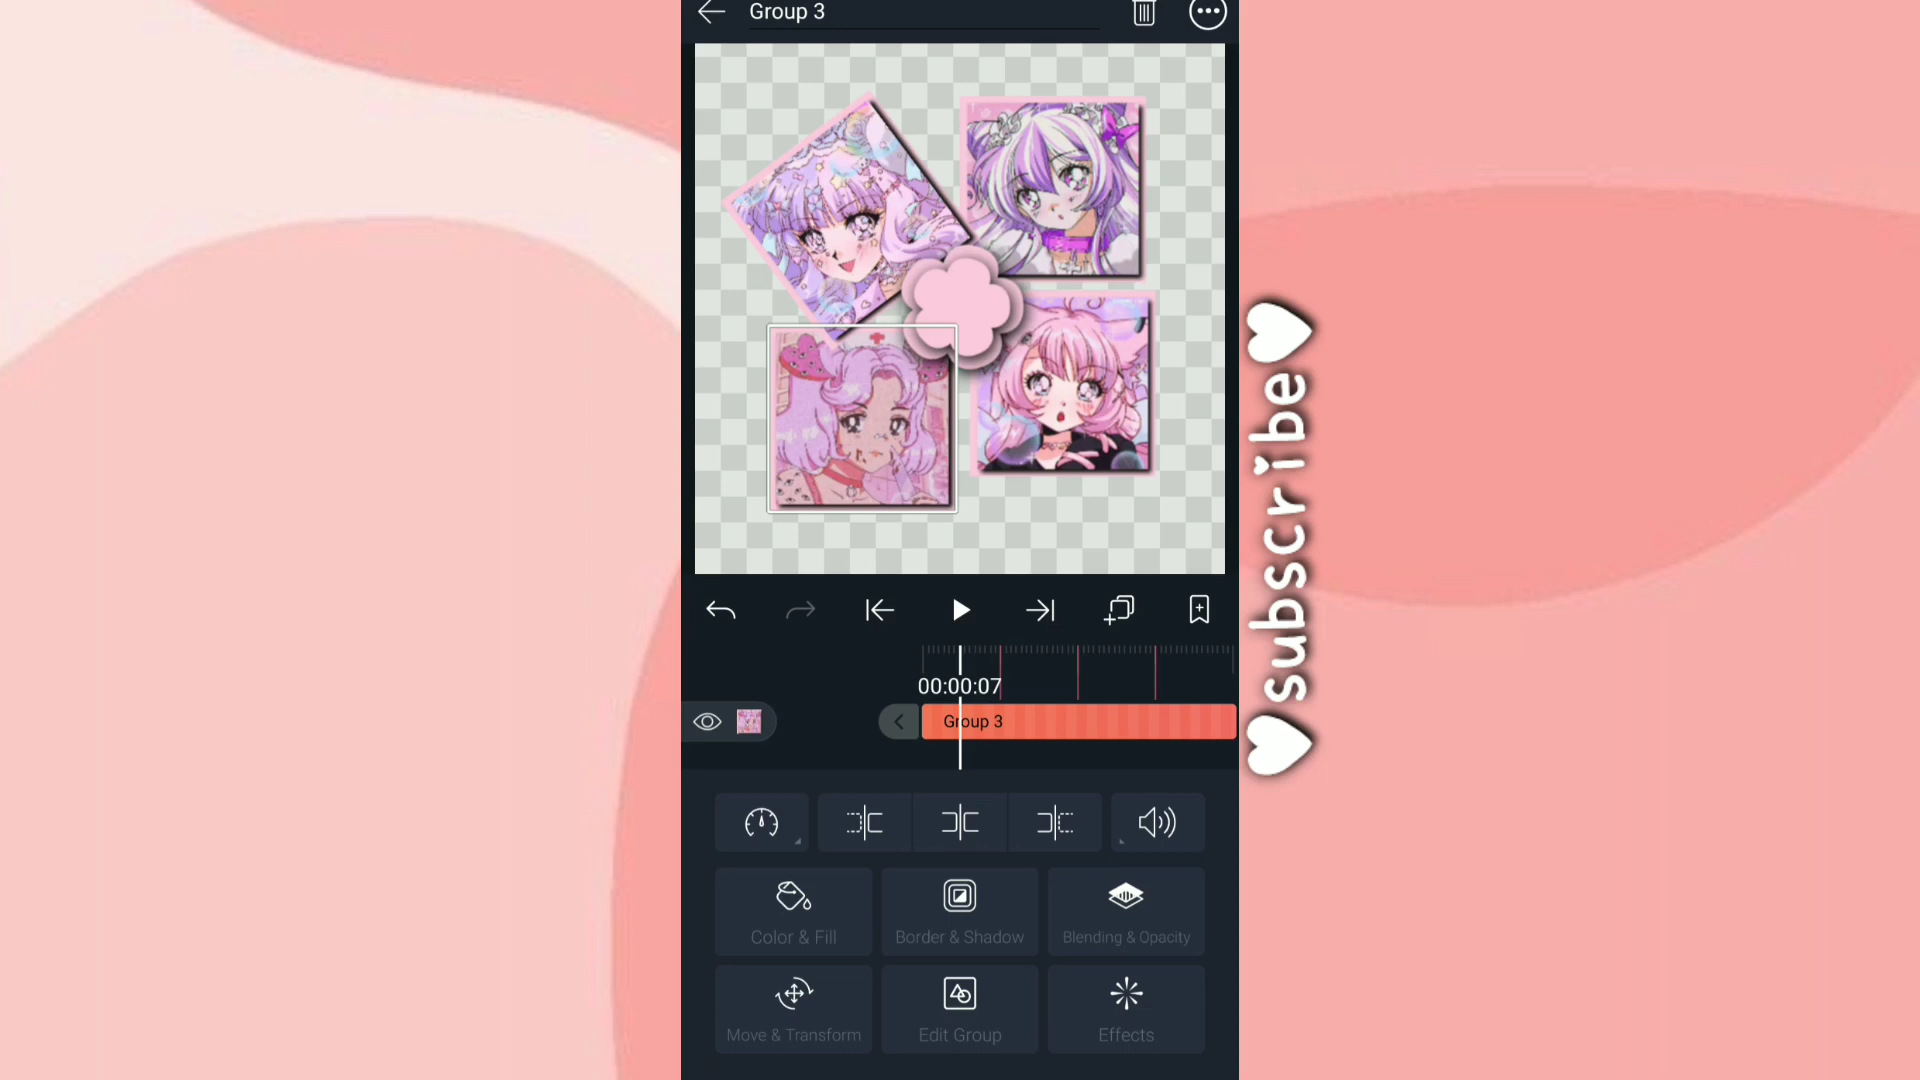 Group 3
00:00:07
Group 3
Color & Fill
Border & Shadow
Blending & Opacity
Move & Transform
Edit Group
Effects
♥subscribe♥